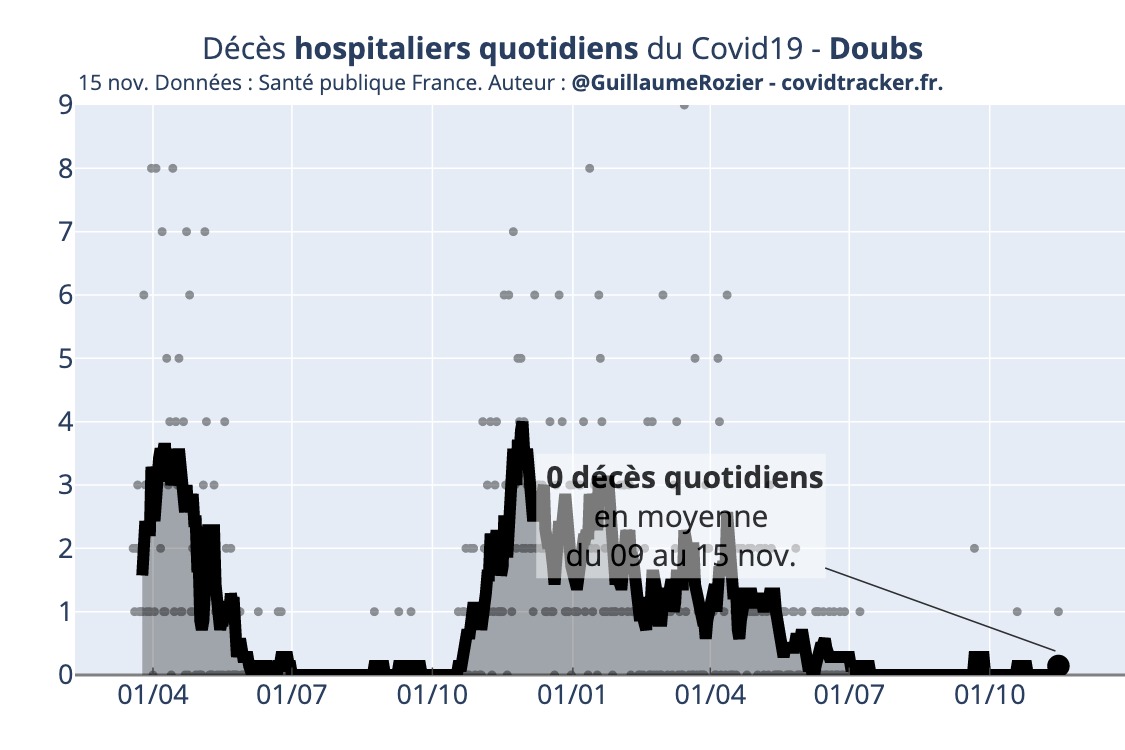 Décès hospitaliers quotidiens du Covid19 - Doubs
15 nov. Données : Santé publique France. Auteur : @GuillaumeRozier - covidtracker.fr.
9
8
7
6
5
4
3
2
1
0
0 décès quotidiens
en moyenne
du 09 au 15 nov.
01/04 01/07 01/10 01/01 01/04 01/07 01/10